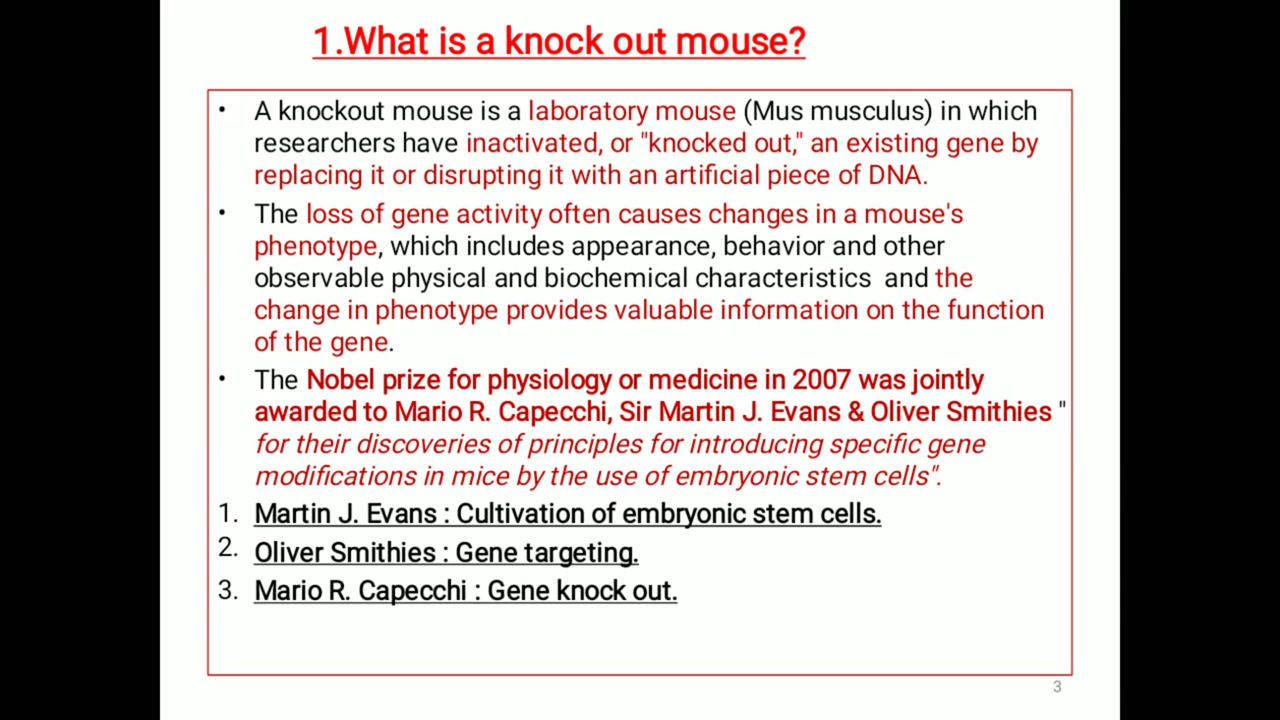 1.What is a knock out mouse?
• A knockout mouse is a laboratory mouse (Mus musculus) in which
researchers have inactivated, or "knocked out," an existing gene by
replacing it or disrupting it with an artificial piece of DNA.
• The loss of gene activity often causes changes in a mouse's
phenotype, which includes appearance, behavior and other
observable physical and biochemical characteristics and the
change in phenotype provides valuable information on the function
of the gene.
• The Nobel prize for physiology or medicine in 2007 was jointly
awarded to Mario R. Capecchi, Sir Martin J. Evans & Oliver Smithies "
for their discoveries of principles for introducing specific gene
modifications in mice by the use of embryonic stem cells".
1. Martin J. Evans : Cultivation of embryonic stem cells.
2. Oliver Smithies : Gene targeting.
3. Mario R. Capecchi : Gene knock out.
3